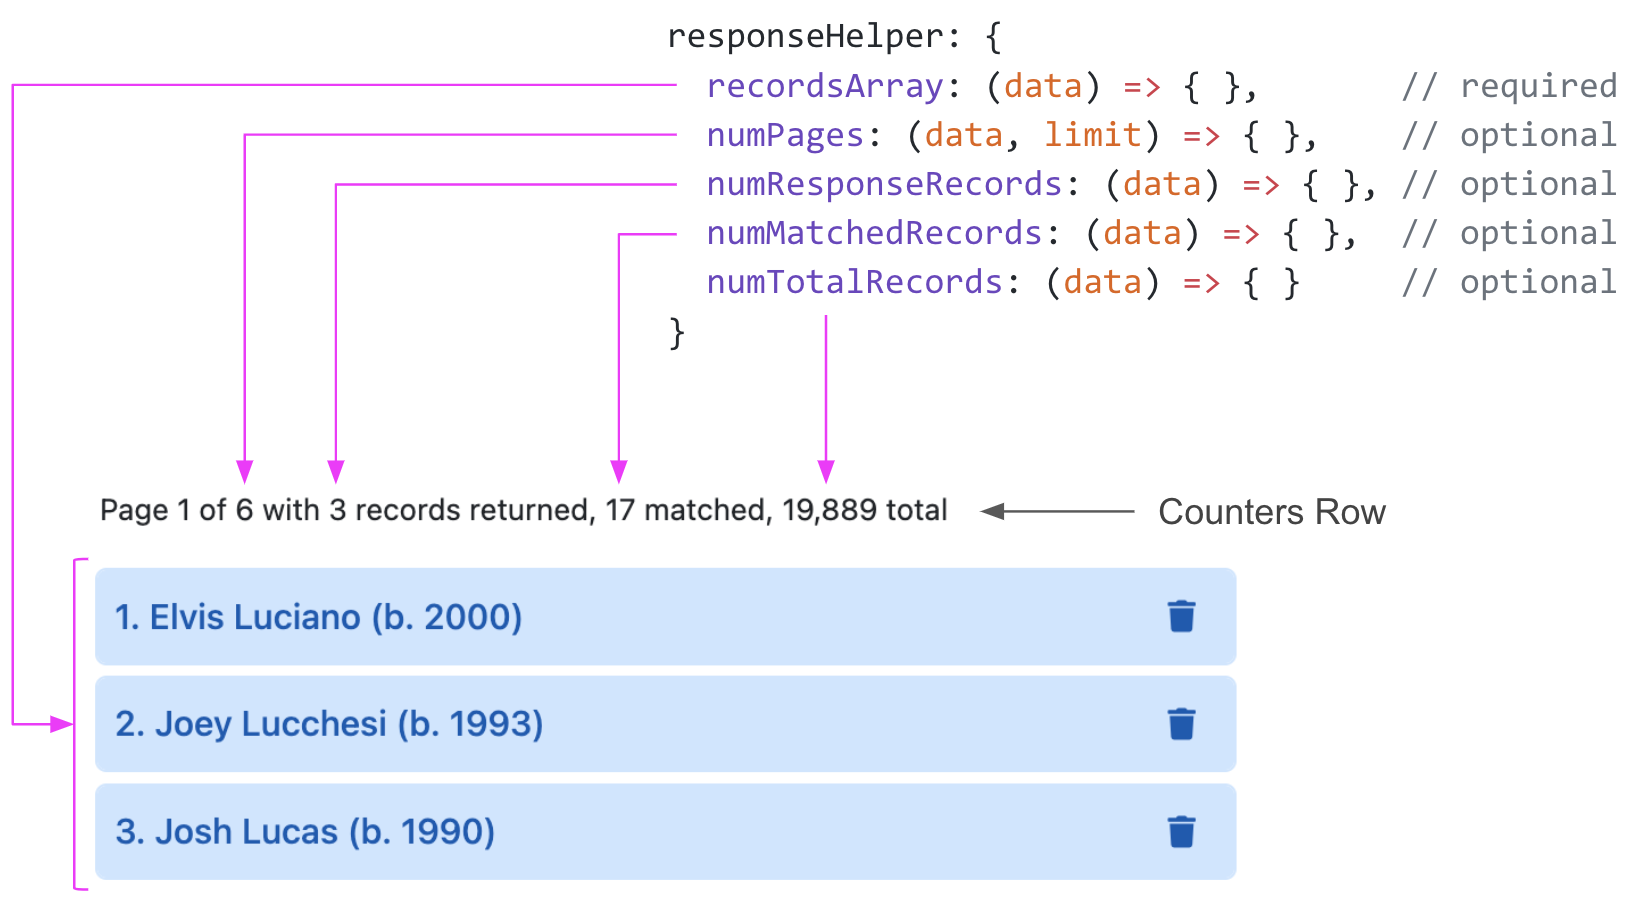 responseHelper: {
recordsArray: (data) => { }, // required
numPages: (data, limit) => { }, // optional
numResponseRecords: (data) => { }, // optional
numMatchedRecords: (data) => { }, // optional
numTotalRecords: (data) => { } // optional
}
Page 1 of 6 with 3 records returned, 17 matched, 19,889 total
Counters Row
1. Elvis Luciano (b. 2000)
2. Joey Lucchesi (b. 1993)
3. Josh Lucas (b. 1990)